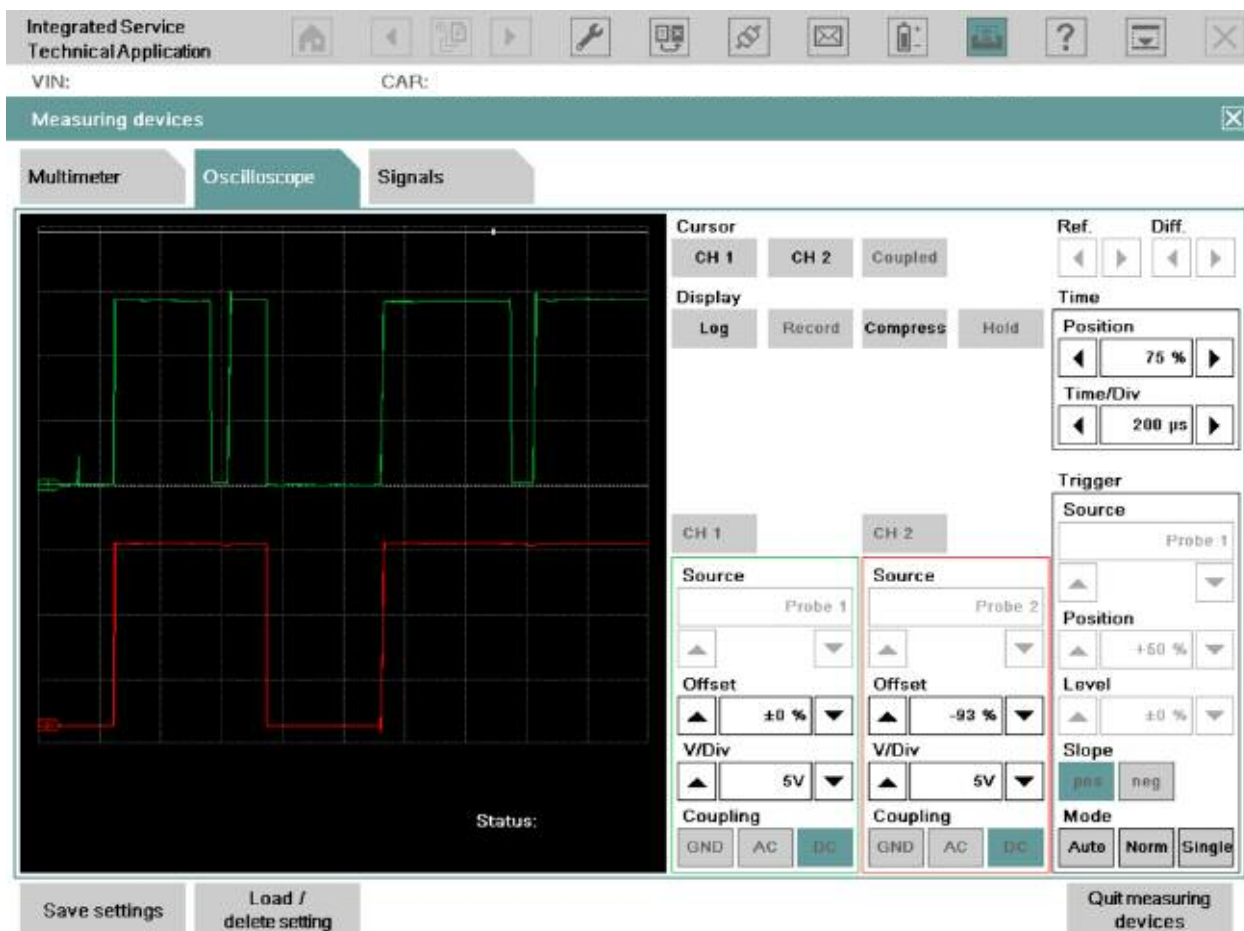 Integrated Service
Technical Application
?
VIN:
CAR:
Measuring devices
Multimeter
Oscilloscope
Signals
Cursor
CH 1
CH 2
Coupled
Display
Log
Record
Compress
Hold
Ref.
Diff.
Time
Position
75 %
Time/Div
200 µs
Trigger
Source
Probe 1
Position
+50 %
Level
±0 %
Slope
pos
neg
Mode
Auto
Norm
Single
CH 1
Source
Probe 1
Offset
±0 %
V/Div
5V
Coupling
GND
AC
DC
CH 2
Source
Probe 2
Offset
-93 %
V/Div
5V
Coupling
GND
AC
DC
Status:
Save settings
Load /
delete setting
Quit measuring
devices